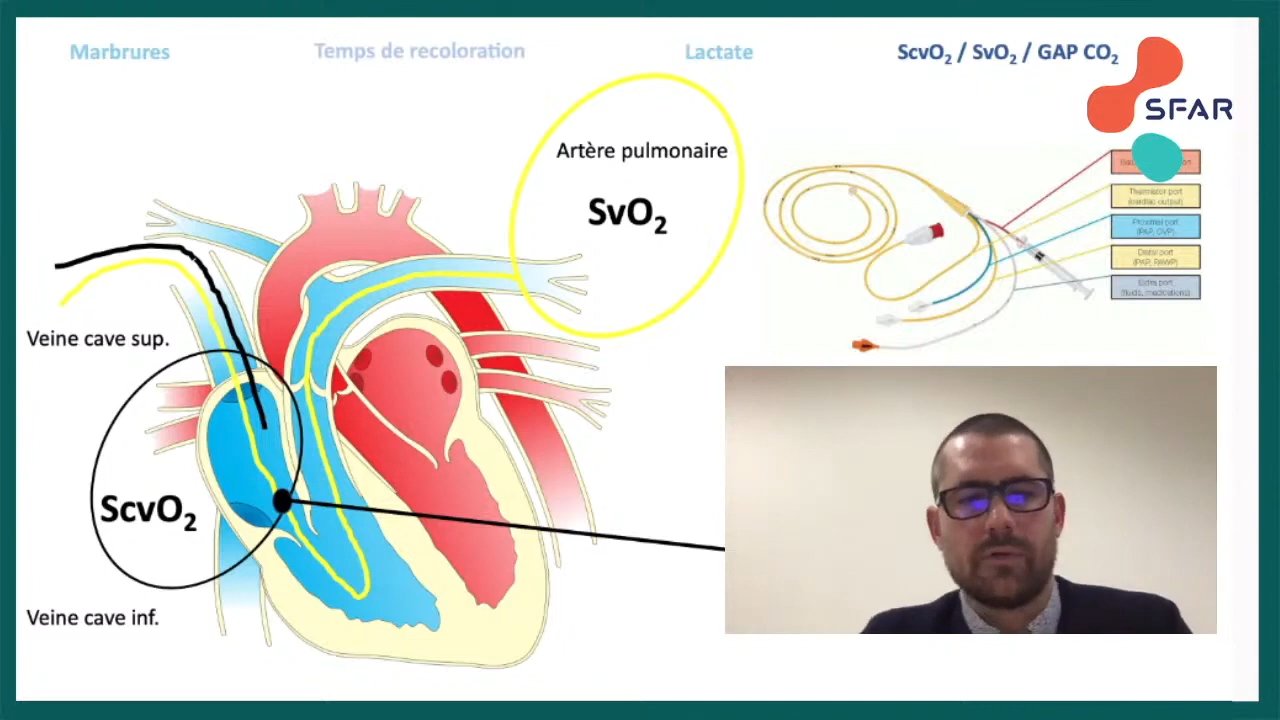 Marbrures
Temps de recoloration
Lactate
ScvO₂ / SvO₂ / GAP CO₂
SFAR
Artère pulmonaire
SvO₂
Thermistor port
(cardiac output)
Proximal port
(PAP, CVP)
Distal port
(PAP, PAWP)
Extra port
(fluids, medications)
Veine cave sup.
ScvO₂
Veine cave inf.